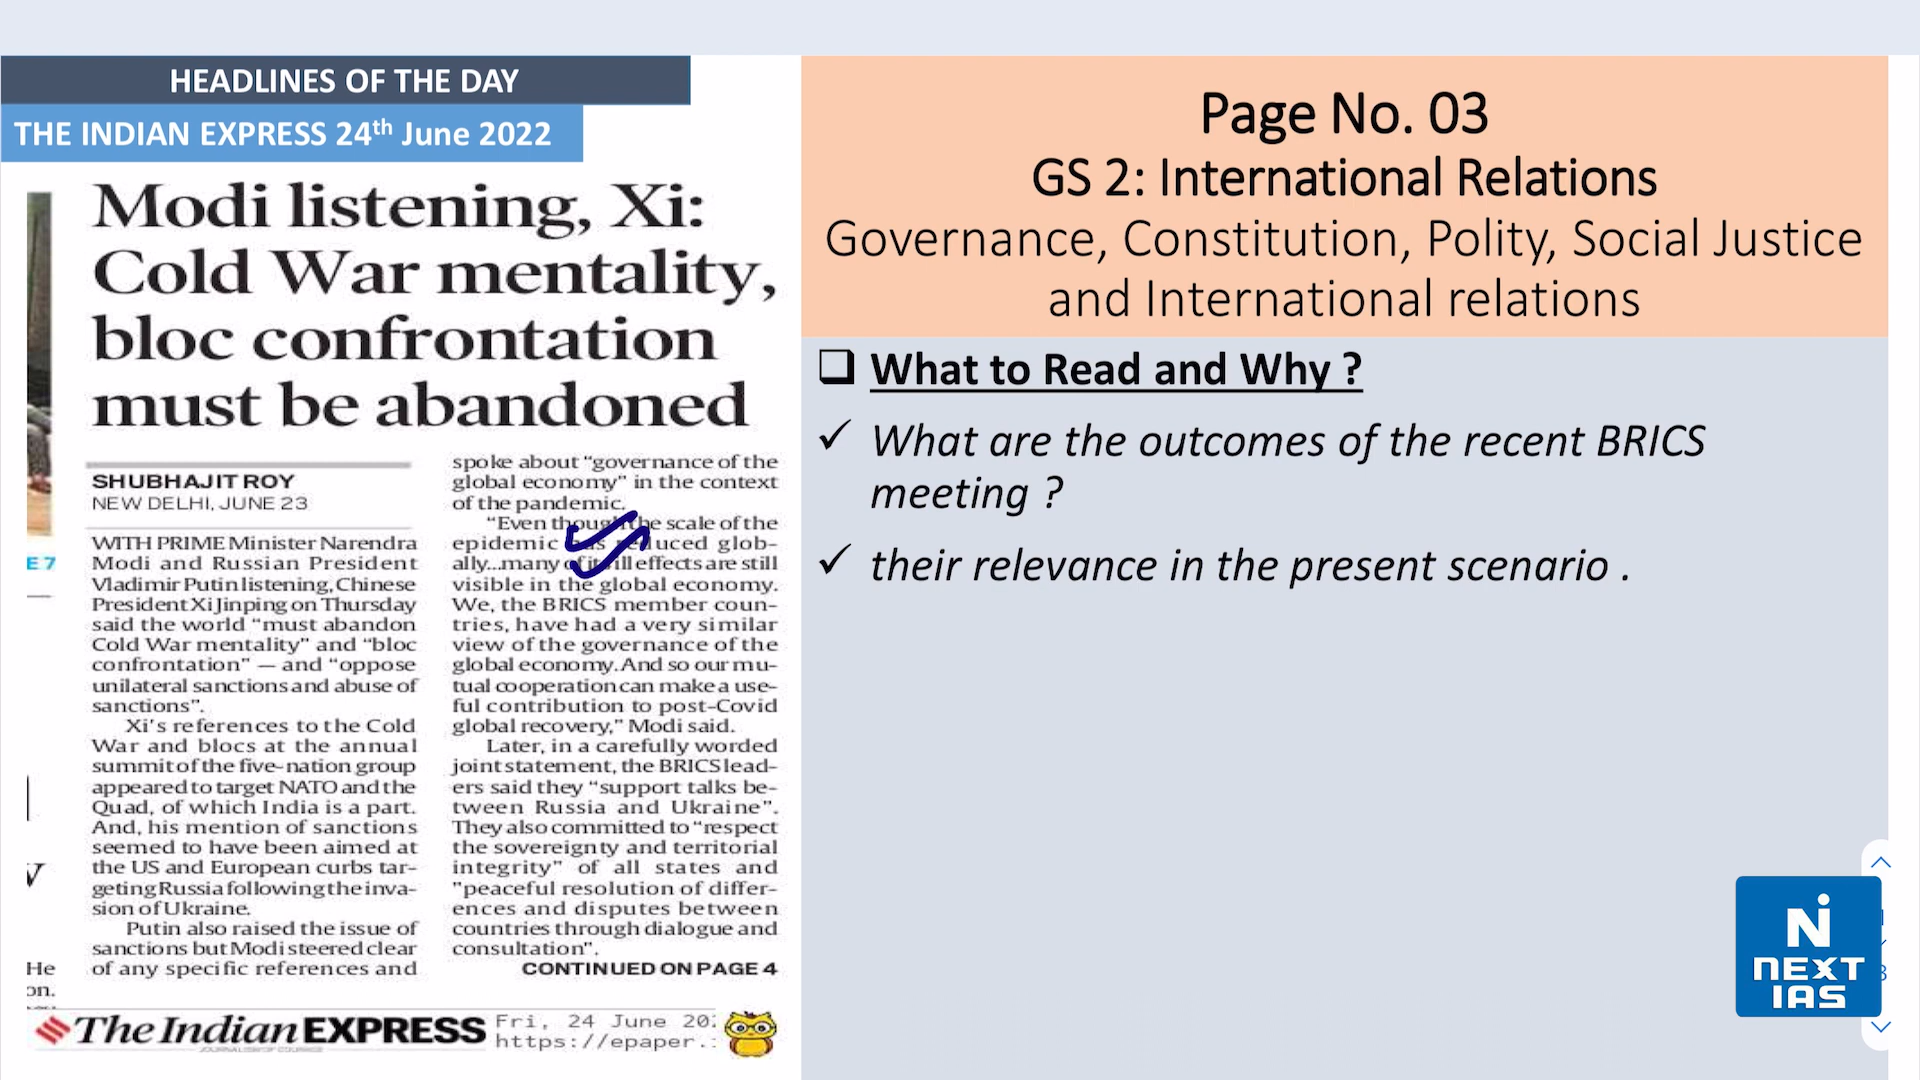 HEADLINES OF THE DAY
THE INDIAN EXPRESS 24th June 2022
Modi listening, Xi:
Cold War mentality,
bloc confrontation
must be abandoned
SHUBHAJIT ROY
NEW DELHI, JUNE 23
WITH PRIME Minister Narendra
Modi and Russian President
Vladimir Putin listening, Chinese
President Xi Jinping on Thursday
said the world “must abandon
Cold War mentality” and “bloc
confrontation” — and “oppose
unilateral sanctions and abuse of
sanctions”.
Xi's references to the Cold
War and blocs at the annual
summit of the five-nation group
appeared to target NATO and the
Quad, of which India is a part.
And, his mention of sanctions
seemed to have been aimed at
the US and European curbs tar-
geting Russia following the inva-
sion of Ukraine.
Putin also raised the issue of
sanctions but Modi steered clear
of any specific references and
spoke about “governance of the
global economy” in the context
of the pandemic.
“Even though the scale of the
epidemic has reduced glob-
ally...many of its ill effects are still
visible in the global economy.
We, the BRICS member coun-
tries, have had a very similar
view of the governance of the
global economy. And so our mu-
tual cooperation can make a use-
ful contribution to post-Covid
global recovery,” Modi said.
Later, in a carefully worded
joint statement, the BRICS lead-
ers said they “support talks be-
tween Russia and Ukraine”.
They also committed to “respect
the sovereignty and territorial
integrity” of all states and
"peaceful resolution of differ-
ences and disputes between
countries through dialogue and
consultation”.
CONTINUED ON PAGE 4
E 7
He
on.
The Indian EXPRESS
JOURNALISM OF COURAGE
Fri, 24 June 20
https://epaper.
Page No. 03
GS 2: International Relations
Governance, Constitution, Polity, Social Justice
and International relations
What to Read and Why ?
What are the outcomes of the recent BRICS
meeting ?
their relevance in the present scenario .
NEXT
IAS